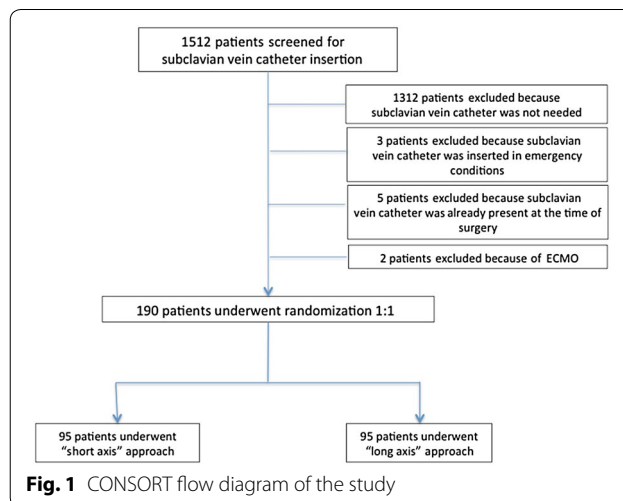 1512 patients screened for
subclavian vein catheter insertion
1312 patients excluded because
subclavian vein catheter was not needed
3 patients excluded because subclavian
vein catheter was inserted in emergency
conditions
5 patients excluded because subclavian
vein catheter was already present at the time of
surgery
2 patients excluded because of ECMO
190 patients underwent randomization 1:1
95 patients underwent
"short axis" approach
95 patients underwent
"long axis" approach
Fig. 1 CONSORT flow diagram of the study